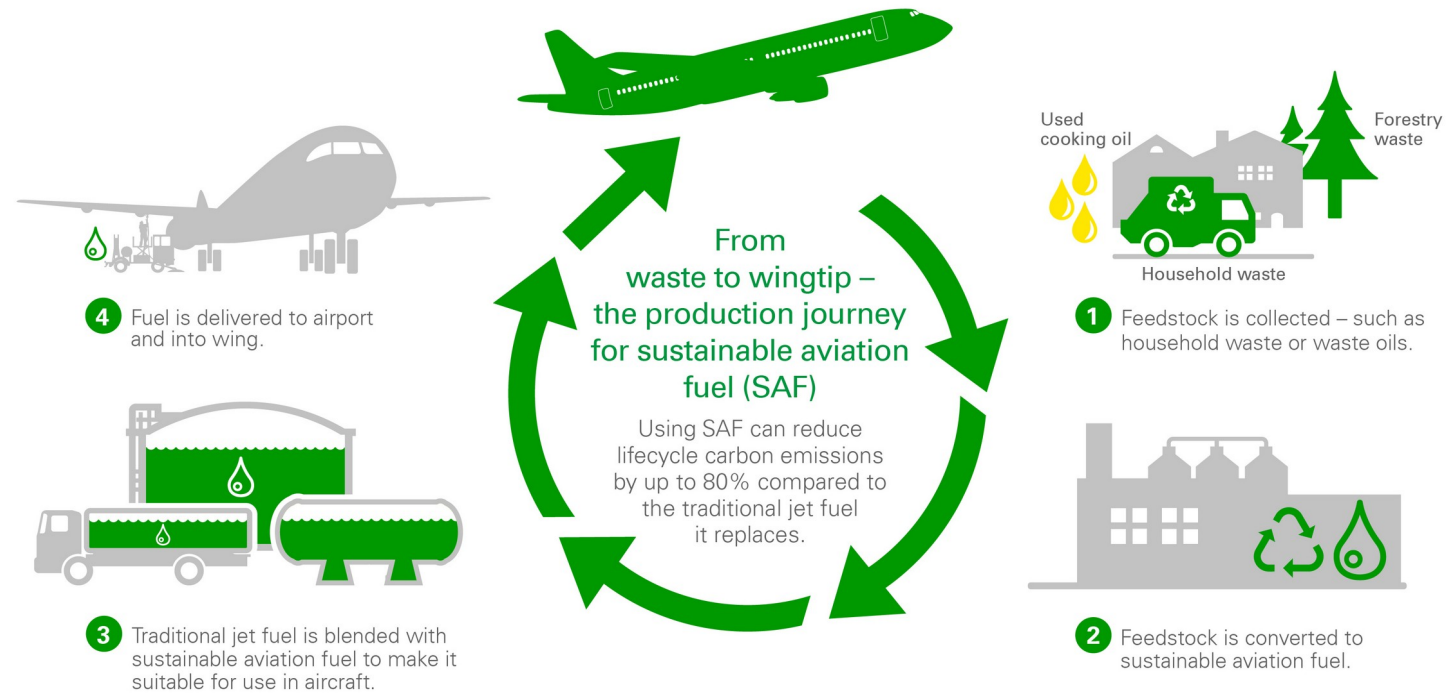 From
waste to wingtip –
the production journey
for sustainable aviation
fuel (SAF)
Using SAF can reduce
lifecycle carbon emissions
by up to 80% compared to
the traditional jet fuel
it replaces.
Used
cooking oil
Forestry
waste
Household waste
1 Feedstock is collected – such as
household waste or waste oils.
2 Feedstock is converted to
sustainable aviation fuel.
3 Traditional jet fuel is blended with
sustainable aviation fuel to make it
suitable for use in aircraft.
4 Fuel is delivered to airport
and into wing.